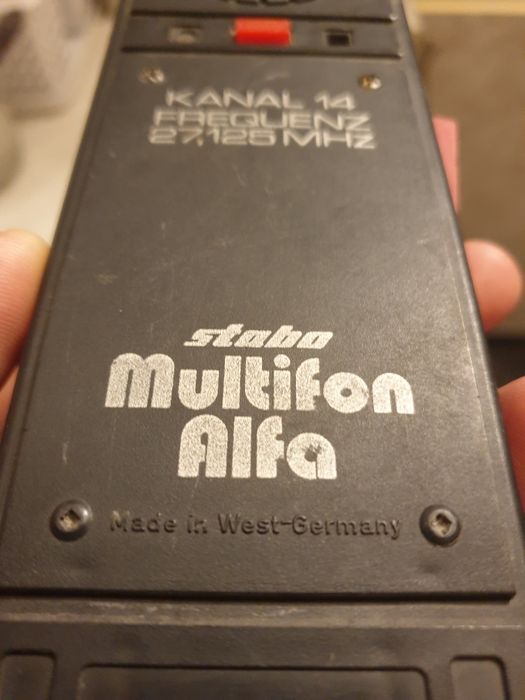 KANAL 14
FREQUENZ
27,125 MHz
stabo
Multifon
Alfa
Made in West-Germany